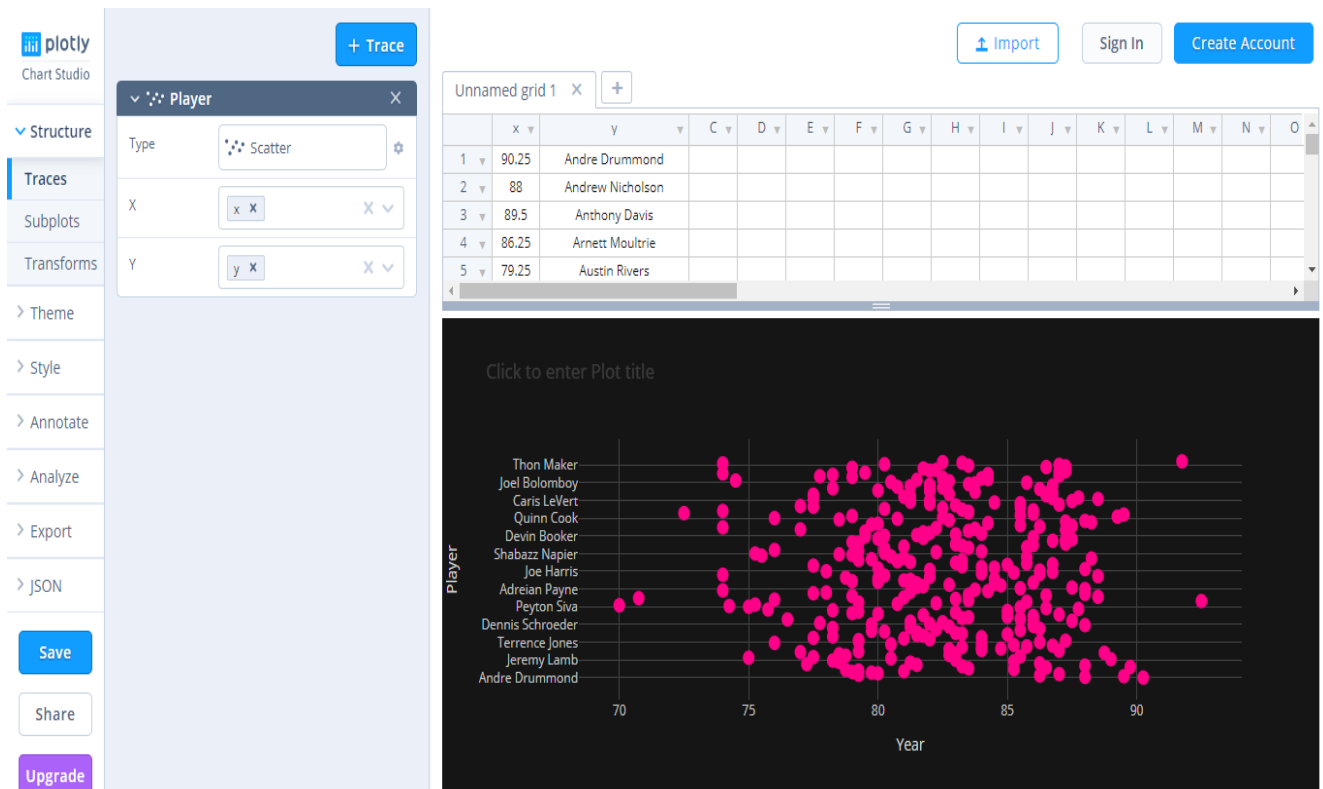 plotly
Chart Studio
Structure
Traces
Subplots
Transforms
Theme
Style
Annotate
Analyze
Export
JSON
Save
Share
Upgrade
+ Trace
Player X
Type Scatter
X x X X
Y y X X
Import Sign In Create Account
Unnamed grid 1 X +
x y C D E F G H I J K L M N O
1 90.25 Andre Drummond
2 88 Andrew Nicholson
3 89.5 Anthony Davis
4 86.25 Arnett Moultrie
5 79.25 Austin Rivers
Click to enter Plot title
Thon Maker
Joel Bolomboy
Caris LeVert
Quinn Cook
Devin Booker
Shabazz Napier
Joe Harris
Adreian Payne
Peyton Siva
Dennis Schroeder
Terrence Jones
Jeremy Lamb
Andre Drummond
Player
70 75 80 85 90
Year